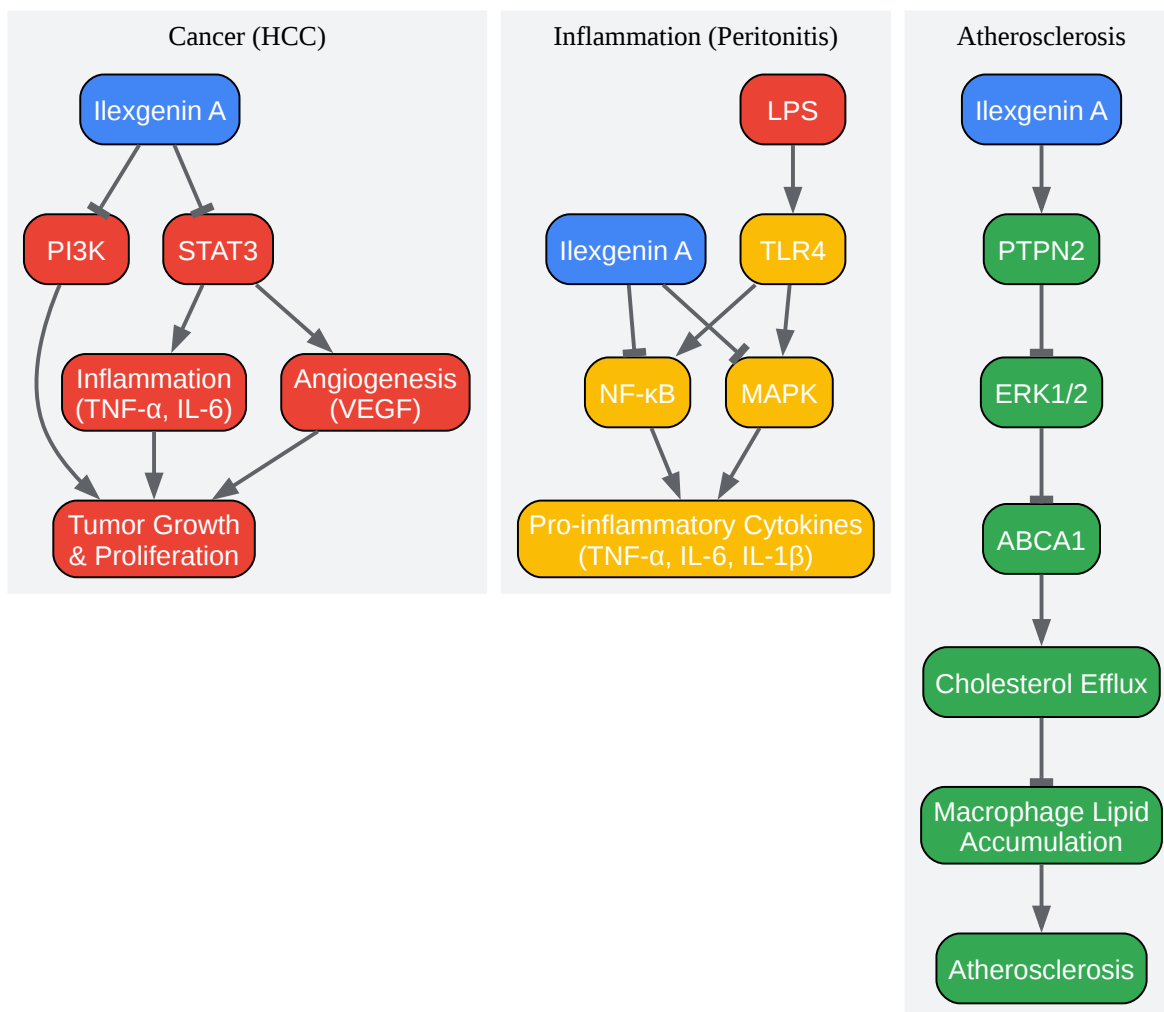 Cancer (HCC)
Ilexgenin A
PI3K
STAT3
Inflammation
(TNF-α, IL-6)
Angiogenesis
(VEGF)
Tumor Growth
& Proliferation
Inflammation (Peritonitis)
LPS
Ilexgenin A
TLR4
NF-κB
MAPK
Pro-inflammatory Cytokines
(TNF-α, IL-6, IL-1β)
Atherosclerosis
Ilexgenin A
PTPN2
ERK1/2
ABCA1
Cholesterol Efflux
Macrophage Lipid
Accumulation
Atherosclerosis